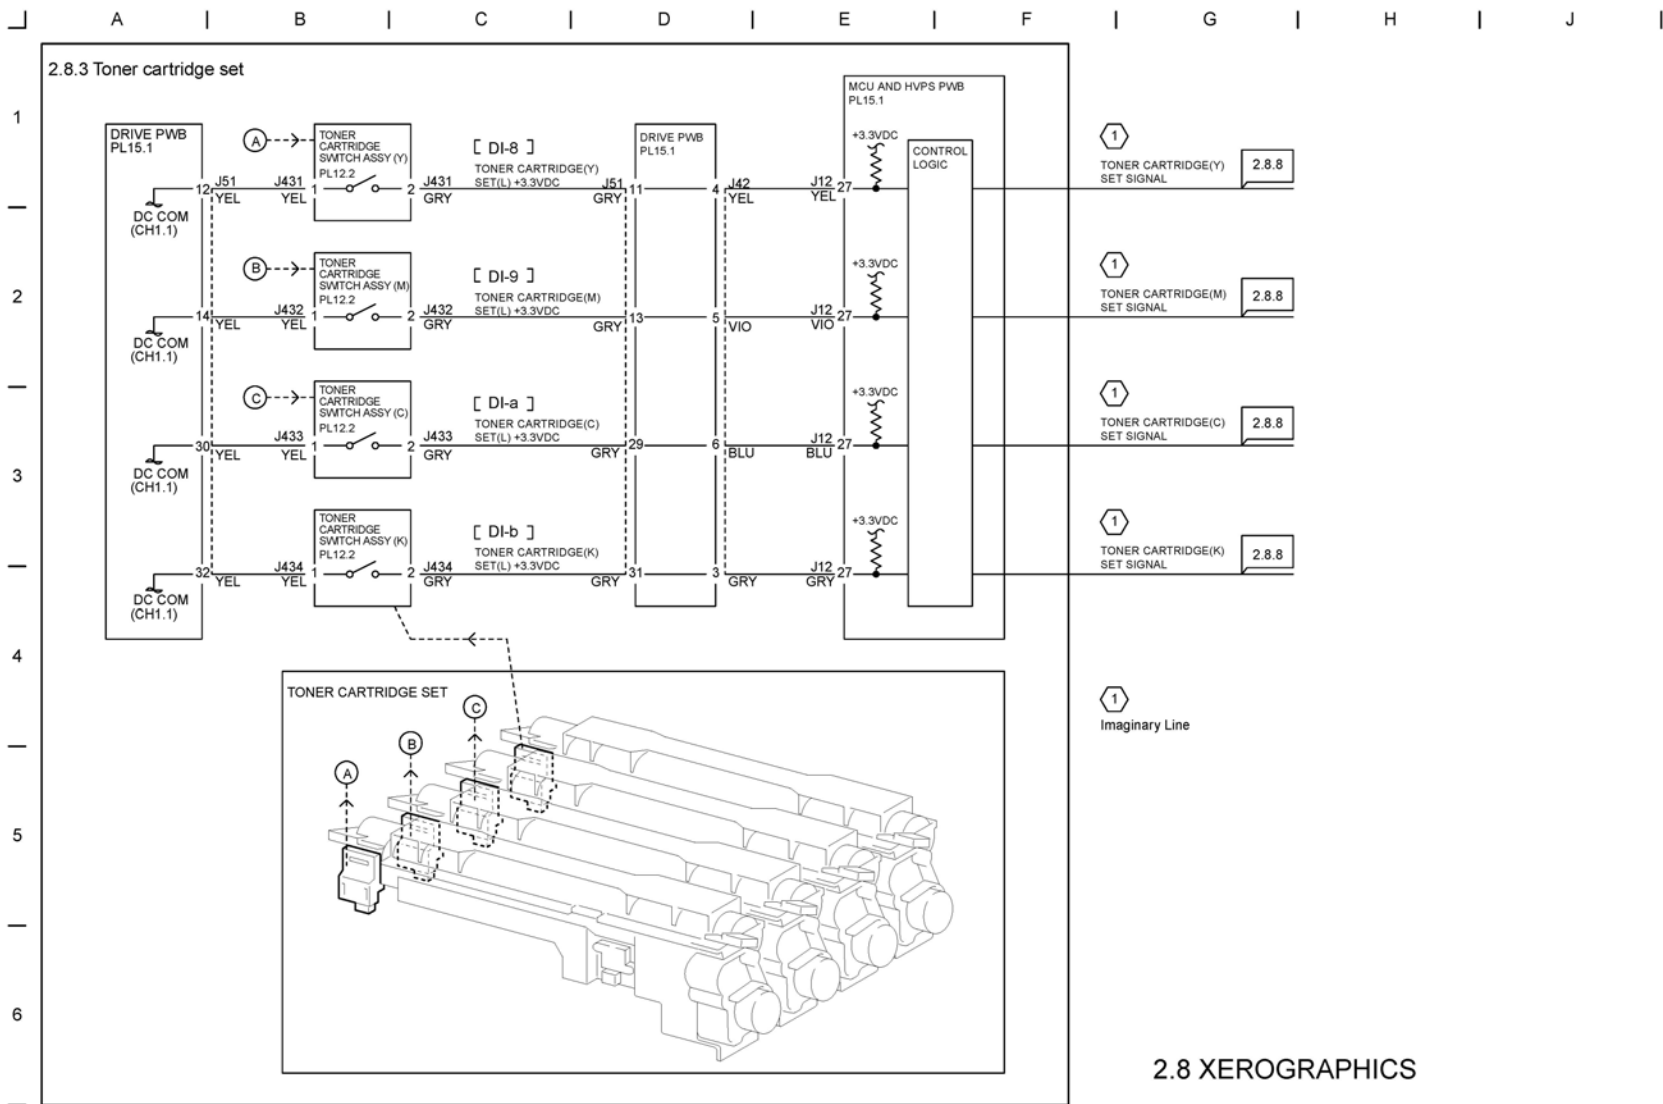 A | B | C | D | E | F | G | H | J |
2.8.3 Toner cartridge set
1
2
3
4
5
6
DRIVE PWB
PL15.1
12
J51
YEL
DC COM
(CH1.1)
A
J431
YEL
1
TONER
CARTRIDGE
SWITCH ASSY (Y)
PL12.2
2
J431
GRY
[ DI-8 ]
TONER CARTRIDGE(Y)
SET(L) +3.3VDC
J51
GRY
DRIVE PWB
PL15.1
11
4
J42
YEL
J12
YEL
27
MCU AND HVPS PWB
PL15.1
+3.3VDC
CONTROL
LOGIC
1
TONER CARTRIDGE(Y)
SET SIGNAL
2.8.8
14
YEL
DC COM
(CH1.1)
B
J432
YEL
1
TONER
CARTRIDGE
SWITCH ASSY (M)
PL12.2
2
J432
GRY
[ DI-9 ]
TONER CARTRIDGE(M)
SET(L) +3.3VDC
GRY
13
5
VIO
J12
VIO
27
+3.3VDC
1
TONER CARTRIDGE(M)
SET SIGNAL
2.8.8
30
YEL
DC COM
(CH1.1)
C
J433
YEL
1
TONER
CARTRIDGE
SWITCH ASSY (C)
PL12.2
2
J433
GRY
[ DI-a ]
TONER CARTRIDGE(C)
SET(L) +3.3VDC
GRY
29
6
BLU
J12
BLU
27
+3.3VDC
1
TONER CARTRIDGE(C)
SET SIGNAL
2.8.8
32
YEL
DC COM
(CH1.1)
J434
YEL
1
TONER
CARTRIDGE
SWITCH ASSY (K)
PL12.2
2
J434
GRY
[ DI-b ]
TONER CARTRIDGE(K)
SET(L) +3.3VDC
GRY
31
3
GRY
J12
GRY
27
+3.3VDC
1
TONER CARTRIDGE(K)
SET SIGNAL
2.8.8
TONER CARTRIDGE SET
A
B
C
1
Imaginary Line
2.8 XEROGRAPHICS